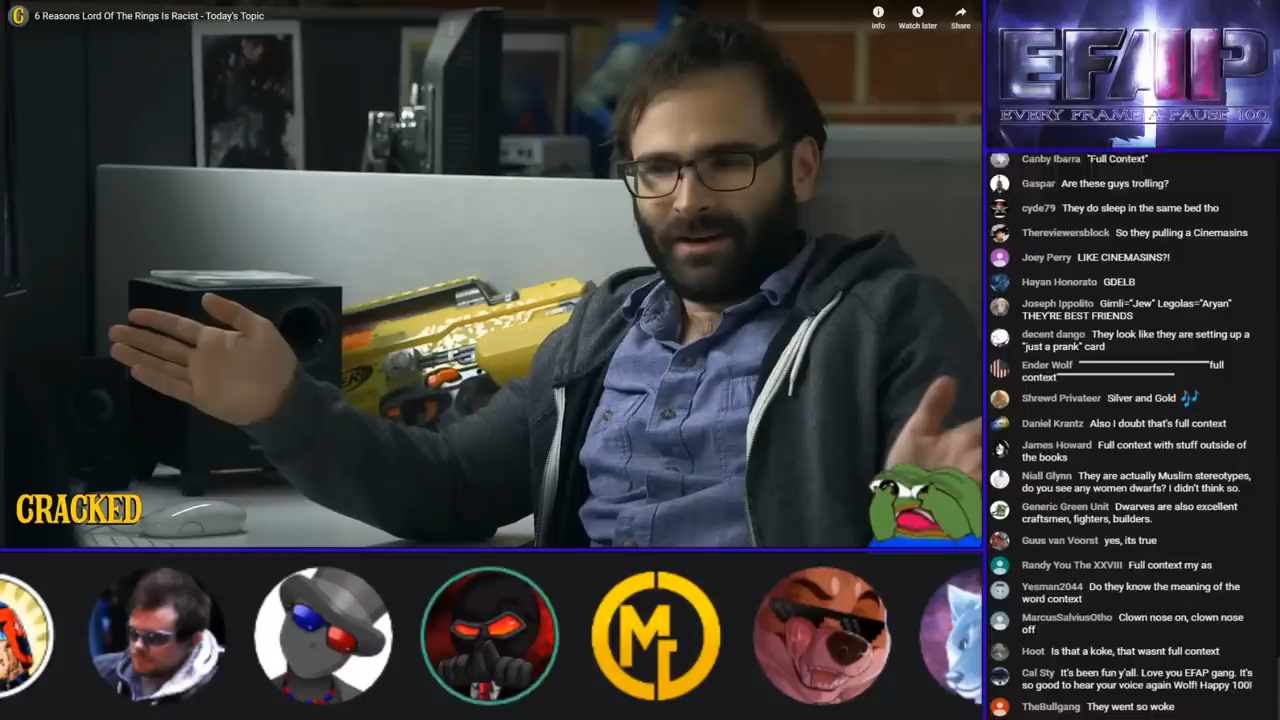 6 Reasons Lord Of The Rings Is Racist - Today's Topic
Info
Watch later
Share
NERF
CRACKED
EFAP
EVERY FRAME A PAUSE 100
Canby Ibarra "Full Context"
Gaspar Are these guys trolling?
cyde79 They do sleep in the same bed tho
Thereviewersblock So they pulling a Cinemasins
Joey Perry LIKE CINEMASINS?!
Hayan Honorato GDELB
Joseph Ippolito Gimli="Jew" Legolas="Aryan"
THEY'RE BEST FRIENDS
decent dango They look like they are setting up a
"just a prank" card
Ender Wolf ————————————full
context———————————
Shrewd Privateer Silver and Gold 🎶
Daniel Krantz Also I doubt that's full context
James Howard Full context with stuff outside of
the books
Niall Glynn They are actually Muslim stereotypes,
do you see any women dwarfs? I didn't think so.
Generic Green Unit Dwarves are also excellent
craftsmen, fighters, builders.
Guus van Voorst yes, its true
Randy You The XXVIII Full context my as
Yesman2044 Do they know the meaning of the
word context
MarcusSalviusOtho Clown nose on, clown nose
off
Hoot Is that a koke, that wasnt full context
Cal Sty It's been fun y'all. Love you EFAP gang. It's
so good to hear your voice again Wolf! Happy 100!
TheBullgang They went so woke